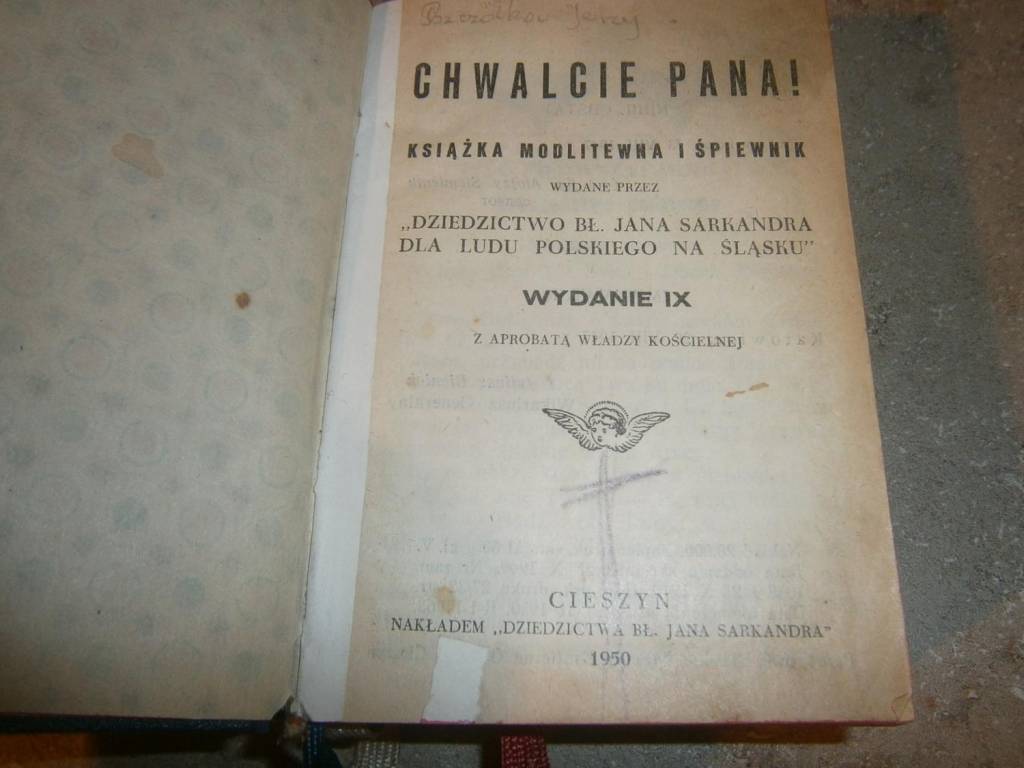 Jerzy
CHWALCIE PANA!
KSIĄŻKA MODLITEWNA I ŚPIEWNIK
WYDANE PRZEZ
„DZIEDZICTWO BŁ. JANA SARKANDRA
DLA LUDU POLSKIEGO NA ŚLĄSKU"
WYDANIE IX
Z APROBATĄ WŁADZY KOŚCIELNEJ
CIESZYN
NAKŁADEM „DZIEDZICTWA BŁ. JANA SARKANDRA"
1950